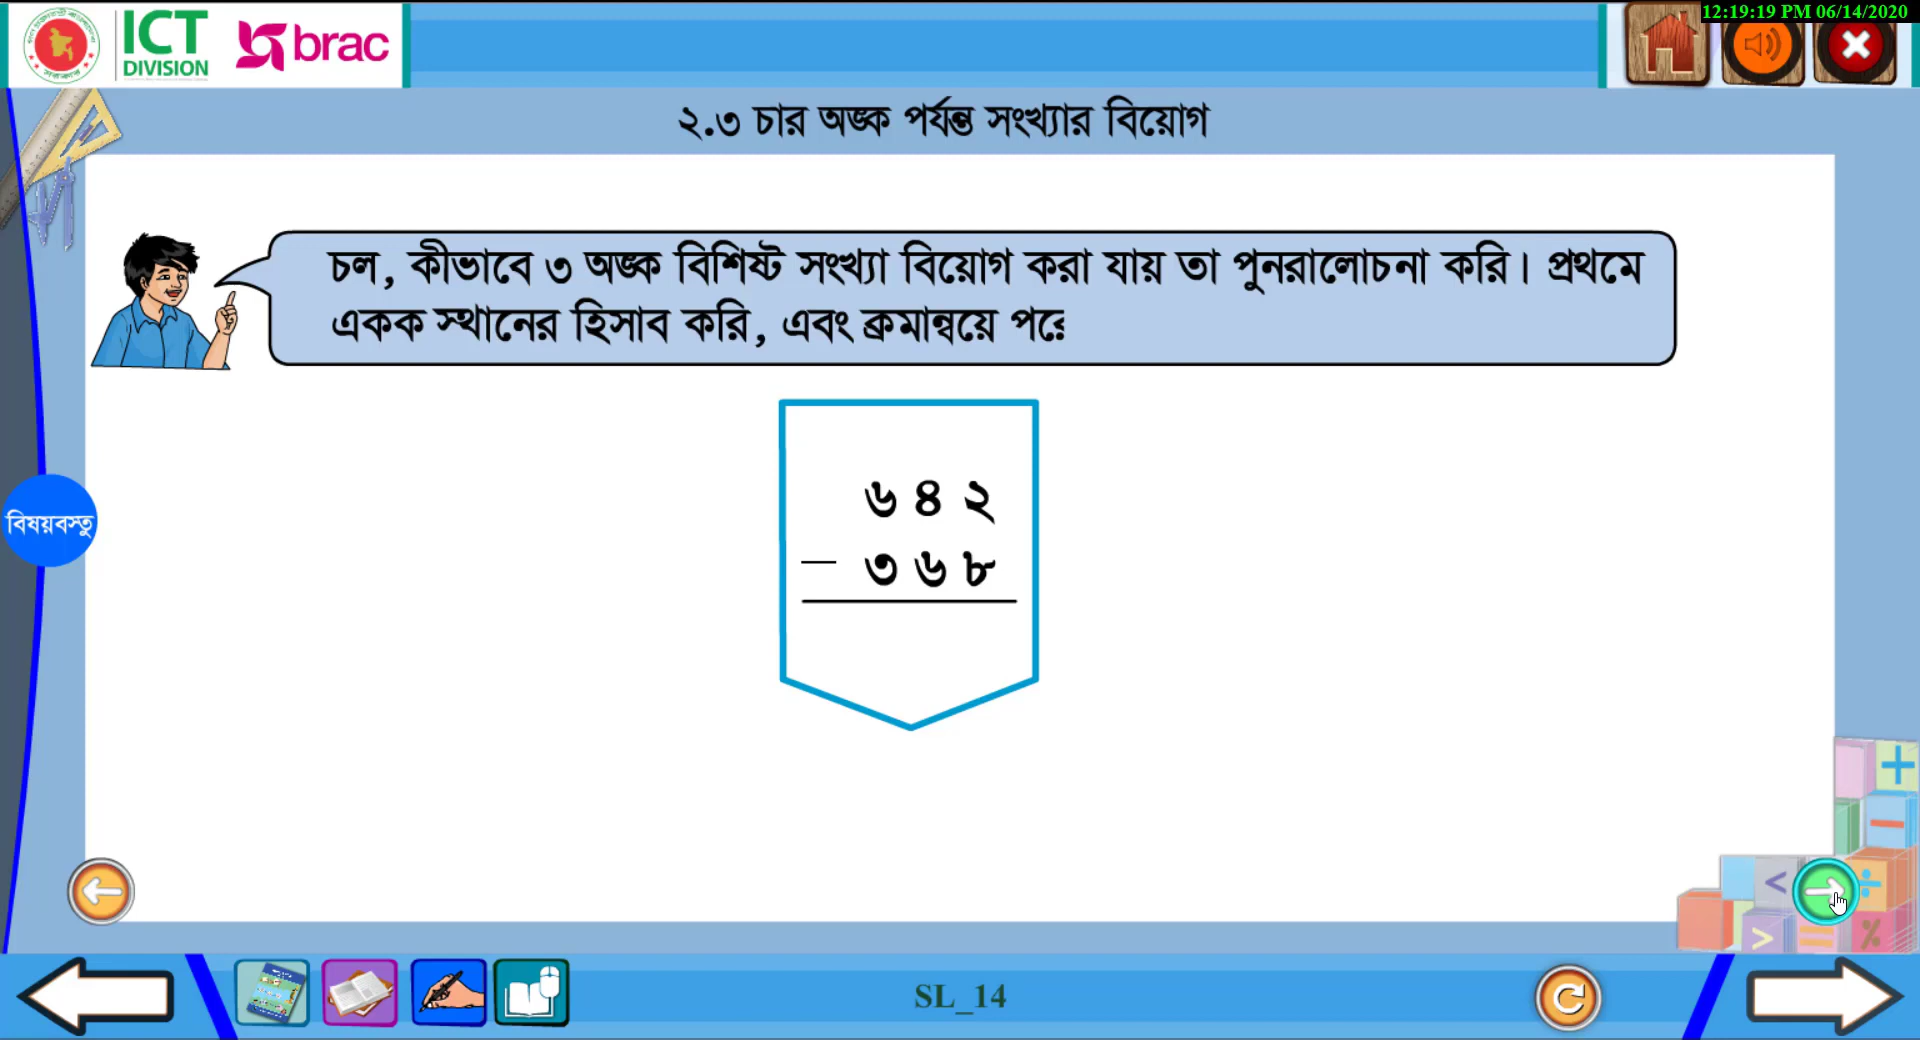 12:19:19 PM 06/14/2020
ICT
DIVISION
brac
২.৩ চার অঙ্ক পর্যন্ত সংখ্যার বিয়োগ
চল, কীভাবে ৩ অঙ্ক বিশিষ্ট সংখ্যা বিয়োগ করা যায় তা পুনরালোচনা করি। প্রথমে
একক স্থানের হিসাব করি, এবং ক্রমান্বয়ে
৬ ৪ ২
— ৩ ৬ ৮
বিষয়বস্তু
+
−
< ÷
> = %
SL_14